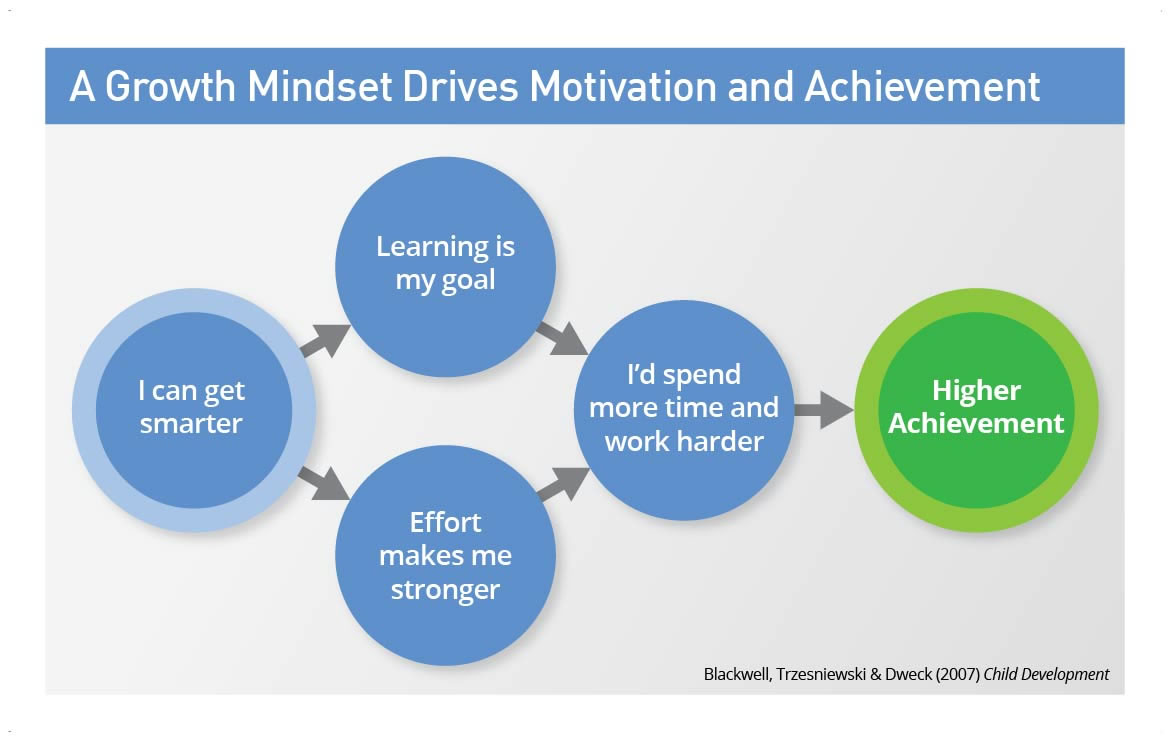 A Growth Mindset Drives Motivation and Achievement
I can get
smarter
Learning is
my goal
Effort
makes me
stronger
I’d spend
more time and
work harder
Higher
Achievement
Blackwell, Trzesniewski & Dweck (2007) Child Development